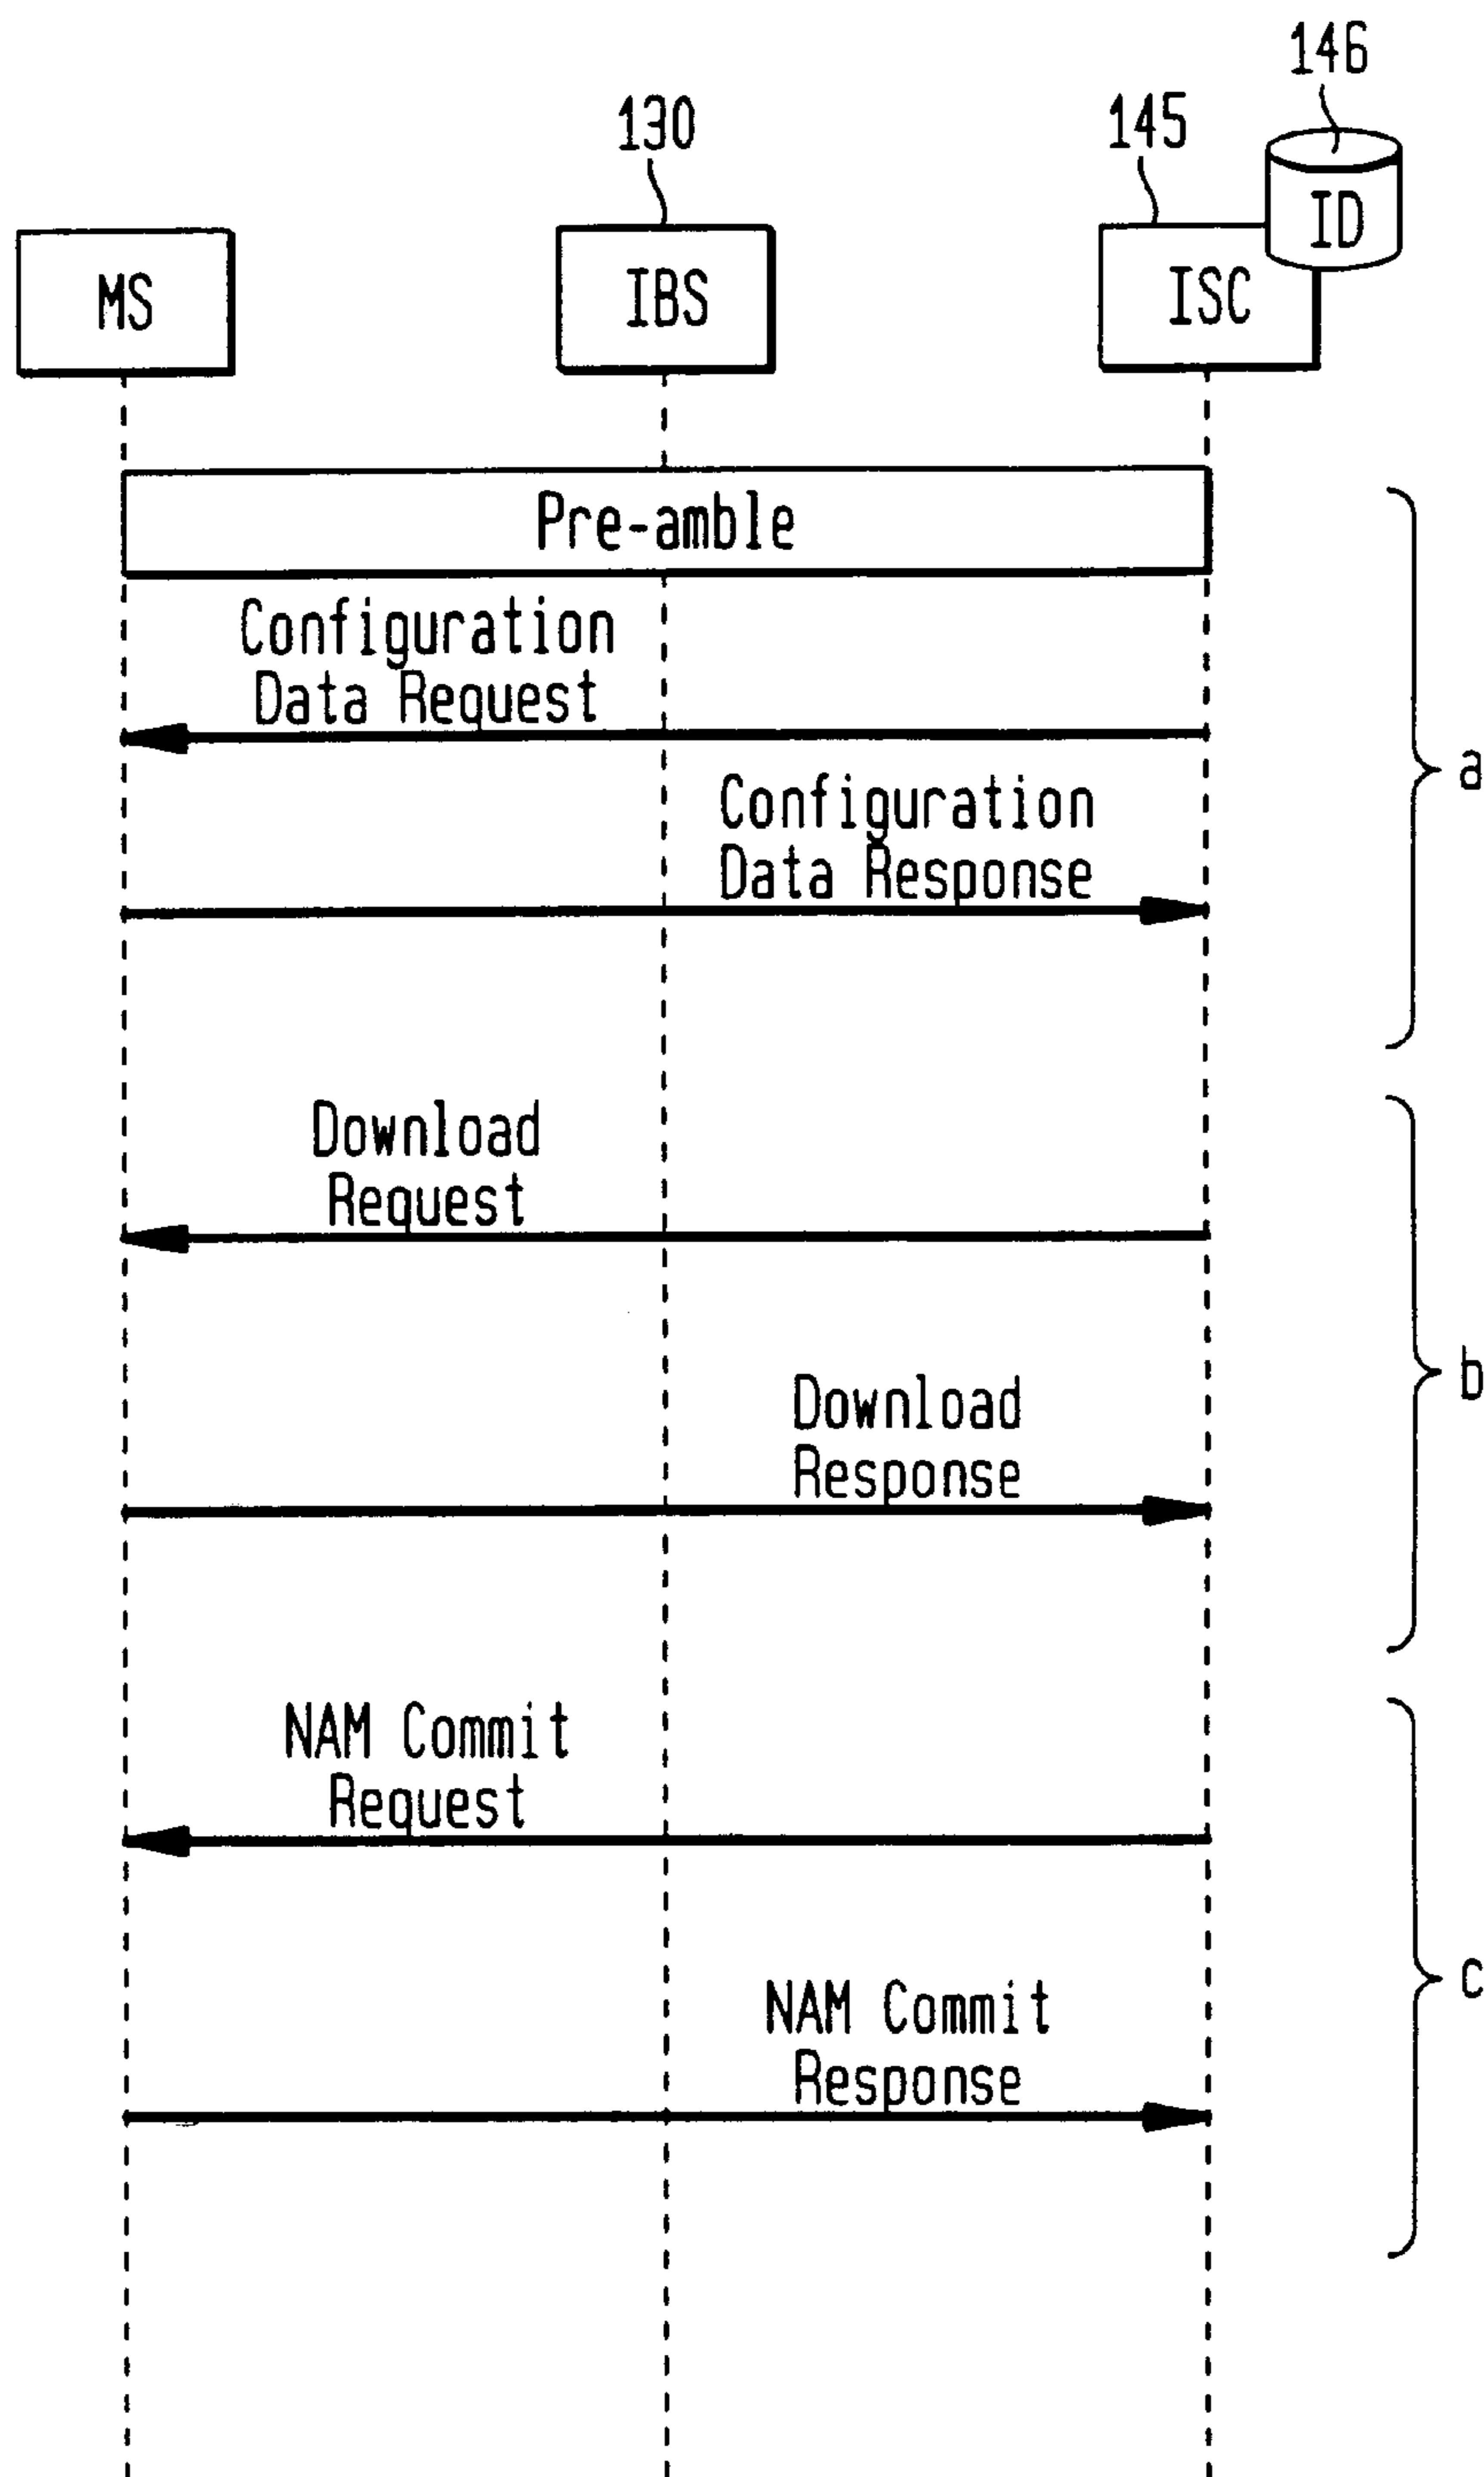 146
130
145
ID
MS
IBS
ISC
Pre-amble
Configuration
Data Request
a
Configuration
Data Response
Download
Request
b
Download
Response
NAM Commit
Request
c
NAM Commit
Response